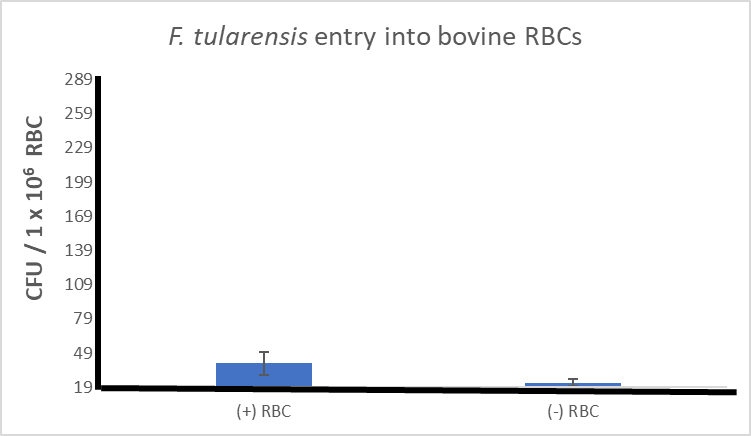 F. tularensis entry into bovine RBCs
CFU / 1 x 10⁶ RBC
289
259
229
199
169
139
109
79
49
19
(+) RBC
(-) RBC